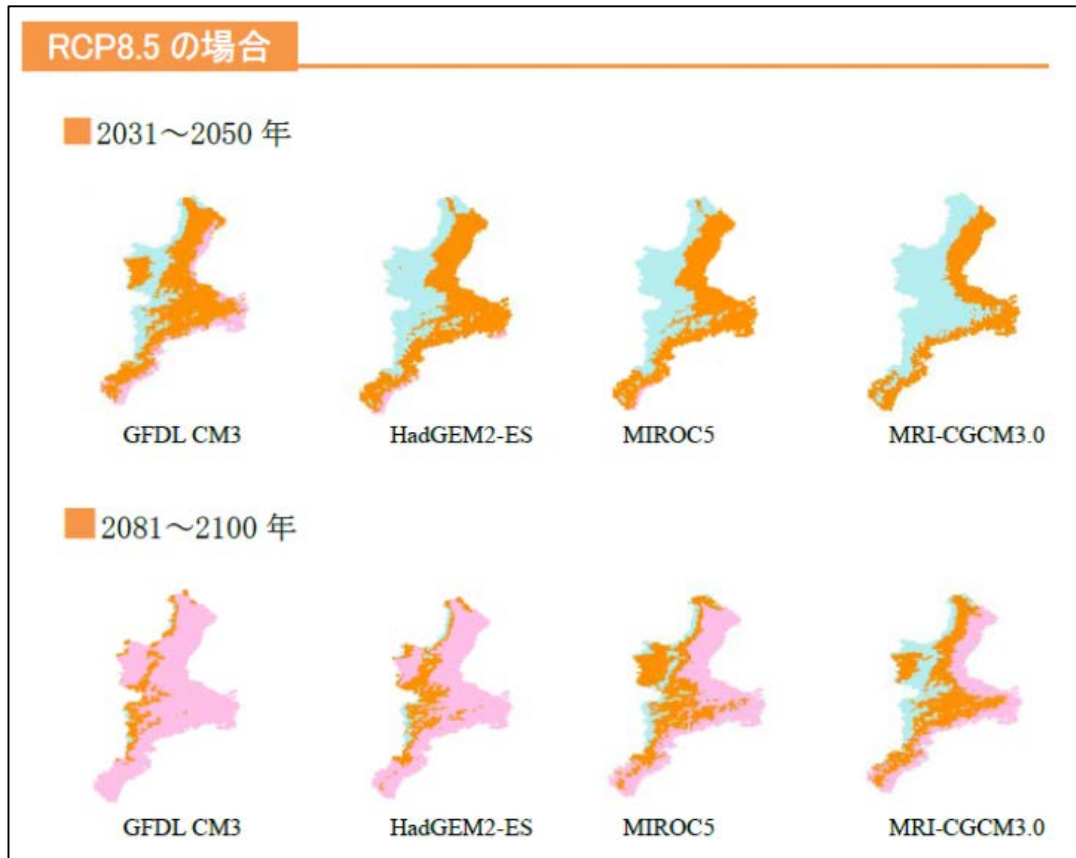 RCP8.5 の場合
2031～2050 年
GFDL CM3
HadGEM2-ES
MIROC5
MRI-CGCM3.0
2081～2100 年
GFDL CM3
HadGEM2-ES
MIROC5
MRI-CGCM3.0